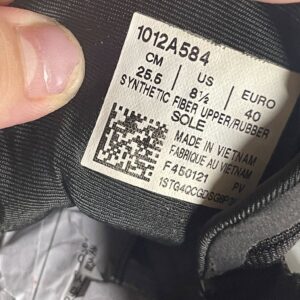 1012A584
CM US EURO
25.5 8½ 40
SYNTHETIC FIBER UPPER/RUBBER
SOLE
MADE IN VIETNAM
FABRIQUE AU VIETNAM
F450121 PV